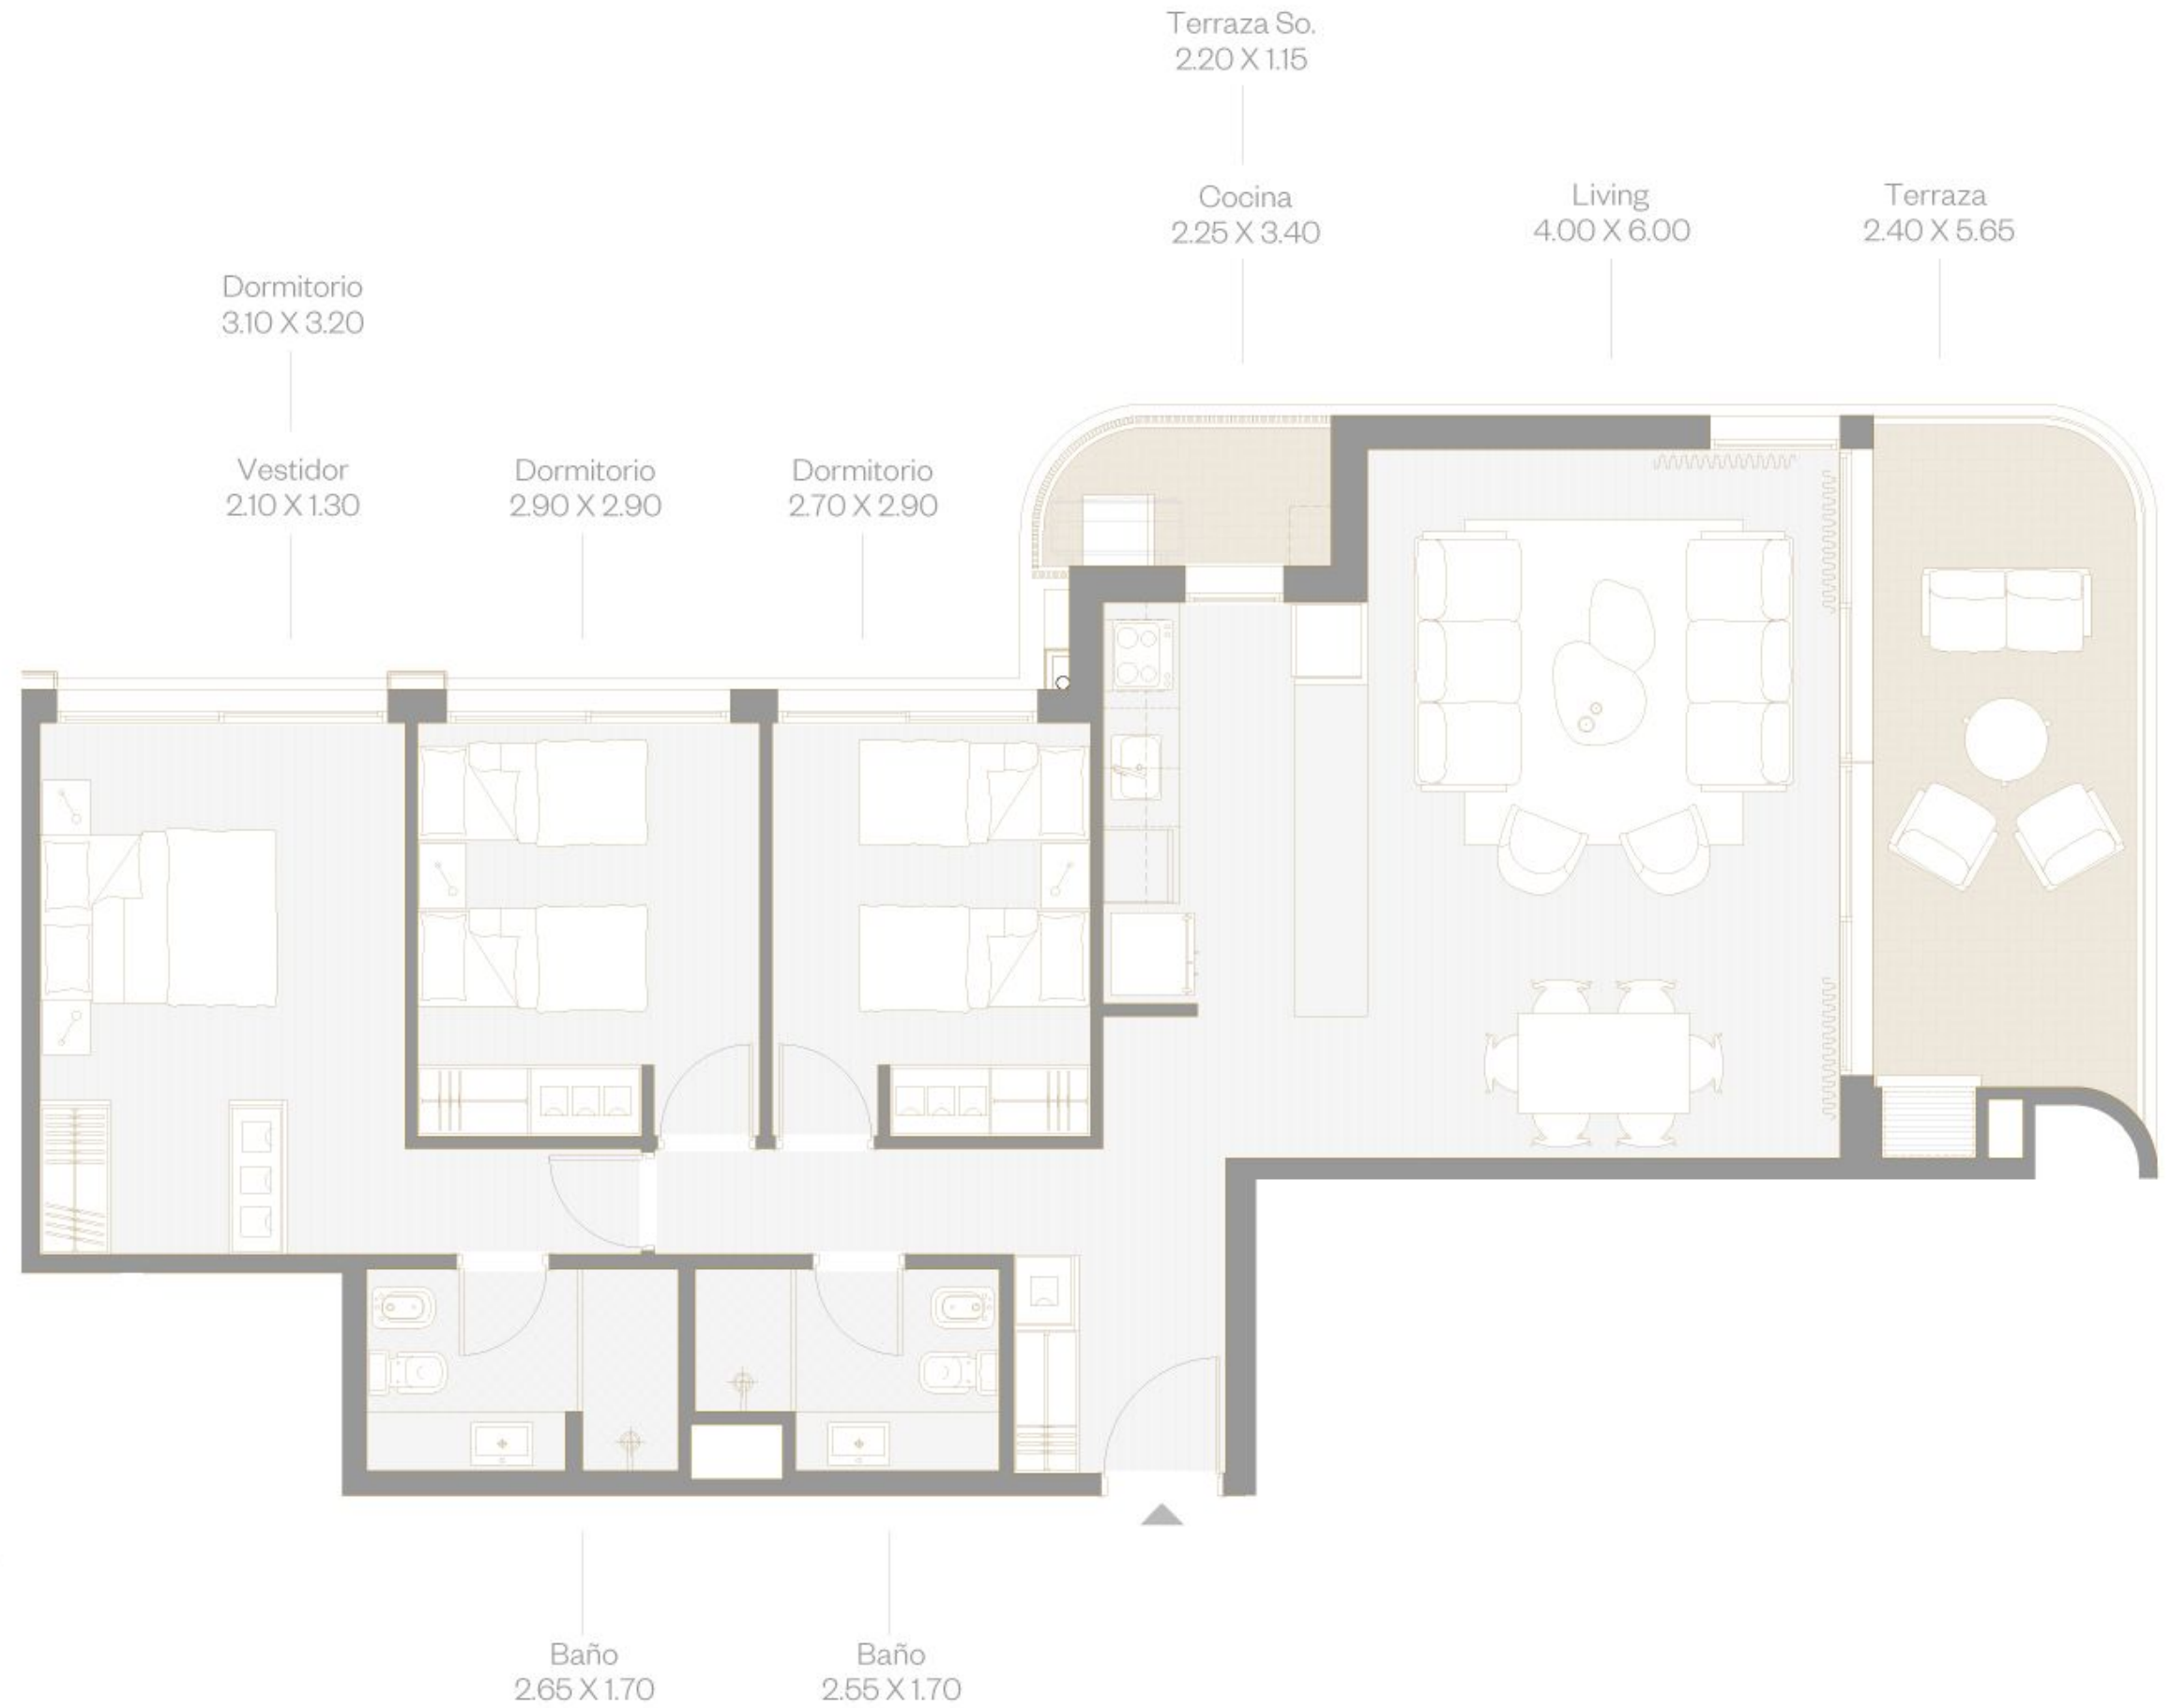 Terraza So.
2.20 X 1.15
Cocina
2.25 X 3.40
Living
4.00 X 6.00
Terraza
2.40 X 5.65
Dormitorio
3.10 X 3.20
Vestidor
2.10 X 1.30
Dormitorio
2.90 X 2.90
Dormitorio
2.70 X 2.90
Baño
2.65 X 1.70
Baño
2.55 X 1.70